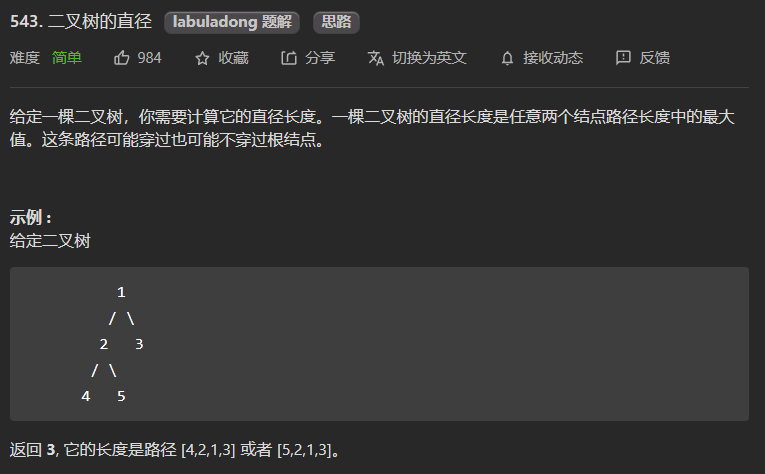 543. 二叉树的直径 labuladong 题解 思路
难度 简单 984 收藏 分享 切换为英文 接收动态 反馈
给定一棵二叉树，你需要计算它的直径长度。一棵二叉树的直径长度是任意两个结点路径长度中的最大
值。这条路径可能穿过也可能不穿过根结点。
示例 :
给定二叉树
1
/ \
2 3
/ \
4 5
返回 3, 它的长度是路径 [4,2,1,3] 或者 [5,2,1,3]。